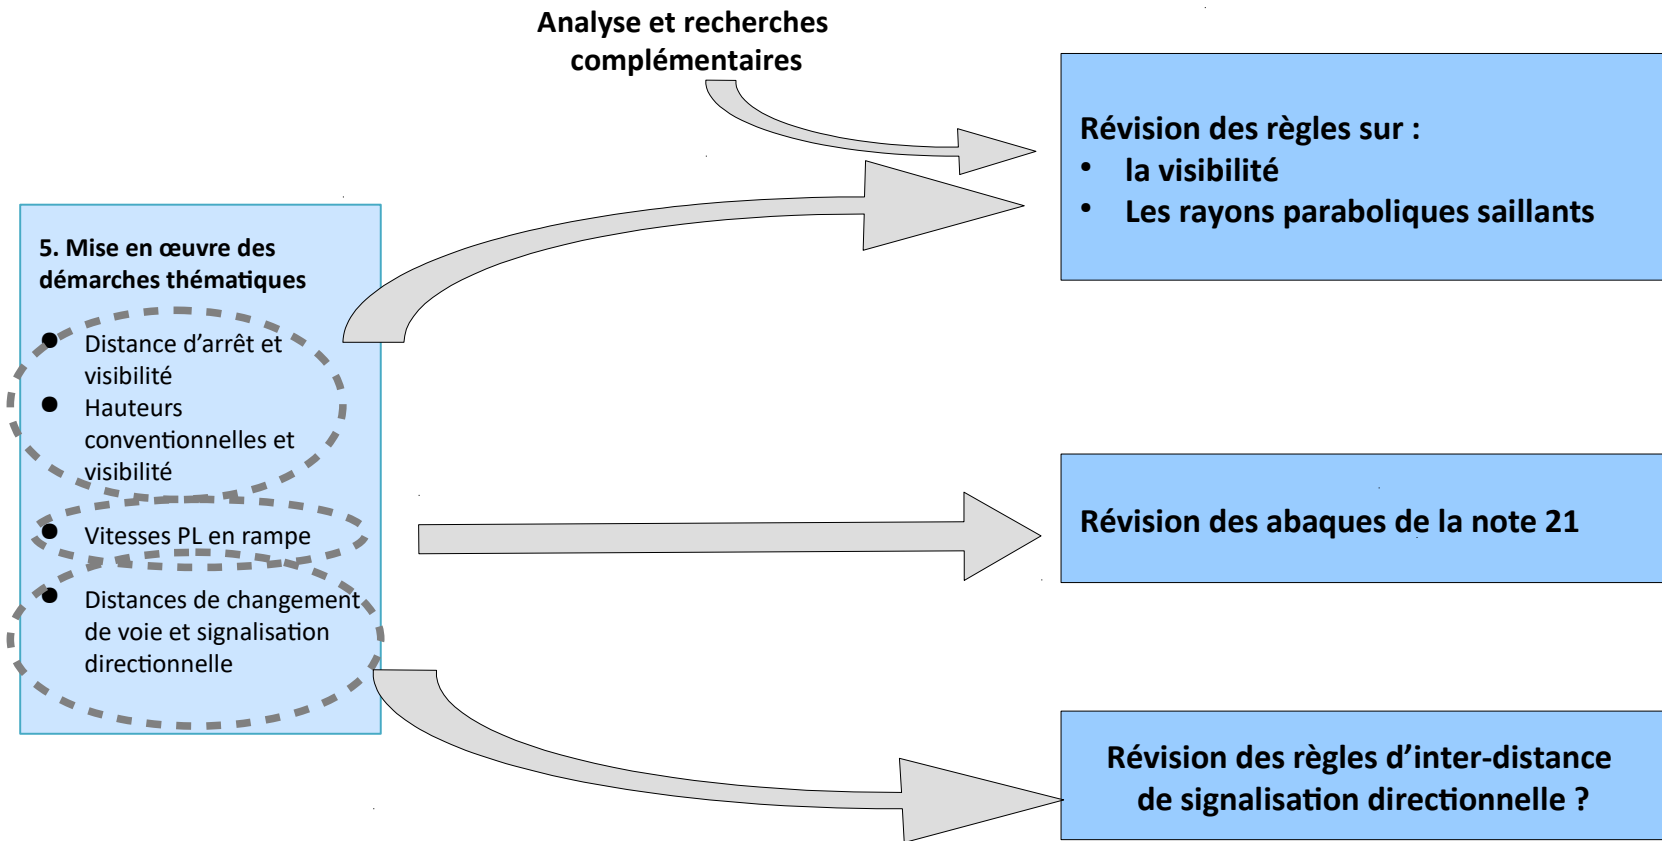 Analyse et recherches
complémentaires
Révision des règles sur :
• la visibilité
• Les rayons paraboliques saillants
5. Mise en œuvre des
démarches thématiques
● Distance d’arrêt et
visibilité
● Hauteurs
conventionnelles et
visibilité
● Vitesses PL en rampe
● Distances de changement
de voie et signalisation
directionnelle
Révision des abaques de la note 21
Révision des règles d’inter-distance
de signalisation directionnelle ?